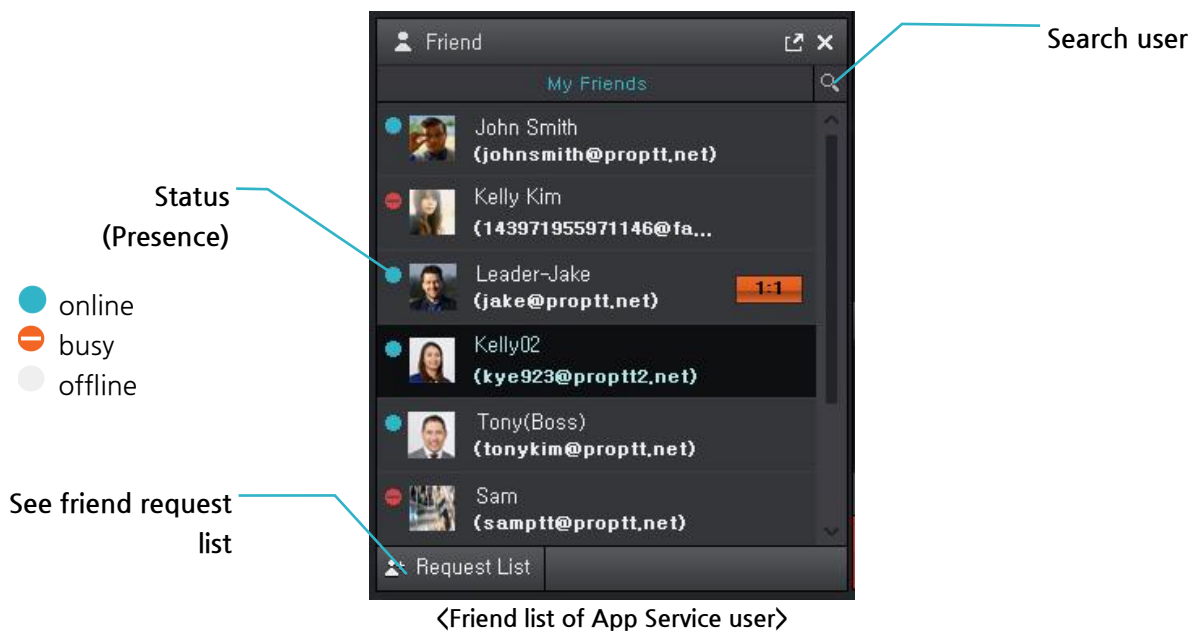 Friend
Search user
My Friends
John Smith
(johnsmith@proptt.net)
Status
(Presence)
Kelly Kim
(143971955971146@fa...
Leader-Jake
(jake@proptt.net)
1:1
online
busy
offline
Kelly02
(kye923@proptt2.net)
Tony(Boss)
(tonykim@proptt.net)
See friend request
list
Sam
(samptt@proptt.net)
Request List
<Friend list of App Service user>